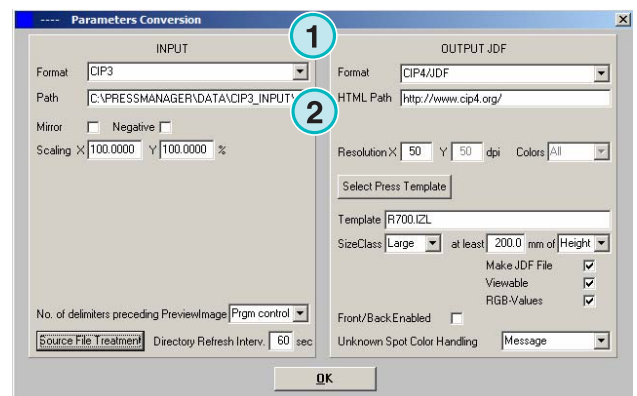 ---- Parameters Conversion
1
INPUT
Format CIP3
Path C:\PRESSMANAGER\DATA\CIP3_INPUT\
2
Mirror Negative
Scaling X 100.0000 Y 100.0000 %
No. of delimiters preceding PreviewImage Prgm control
Source File Treatment Directory Refresh Interv. 60 sec
OUTPUT JDF
Format CIP4/JDF
HTML Path http://www.cip4.org/
Resolution X 50 Y 50 dpi Colors All
Select Press Template
Template R700.IZL
SizeClass Large at least 200.0 mm of Height
Make JDF File
Viewable
RGB-Values
Front/Back Enabled
Unknown Spot Color Handling Message
OK